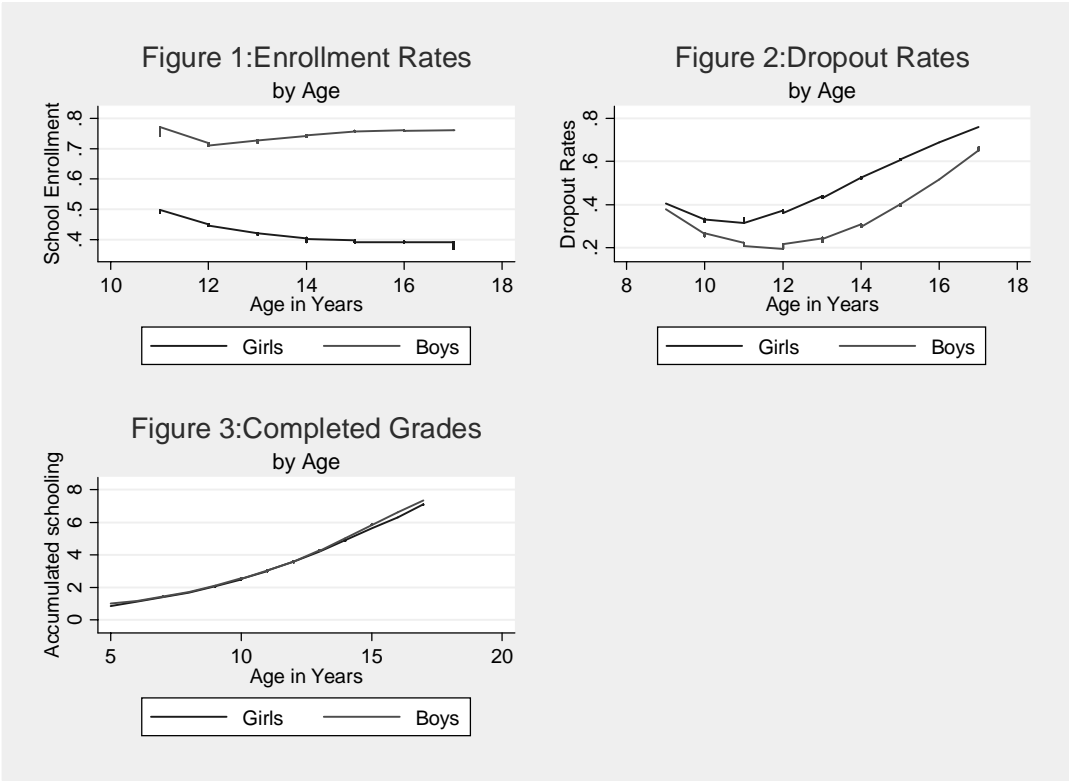 Figure 1:Enrollment Rates
by Age
School Enrollment
.8
.7
.6
.5
.4
10 12 14 16 18
Age in Years
Girls Boys
Figure 2:Dropout Rates
by Age
Dropout Rates
.8
.6
.4
.2
8 10 12 14 16 18
Age in Years
Girls Boys
Figure 3:Completed Grades
by Age
Accumulated schooling
8
6
4
2
0
5 10 15 20
Age in Years
Girls Boys